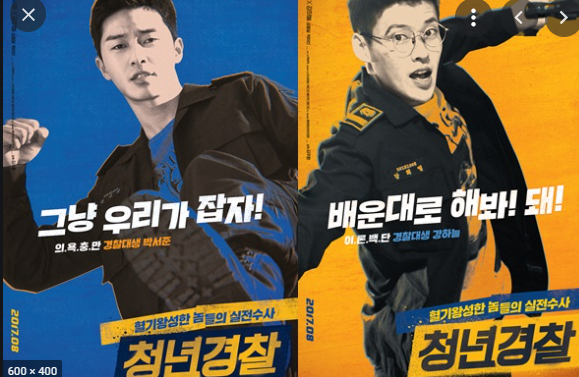 그냥 우리가 잡자!
의.욕.충.만 경찰대생 박서준
혈기왕성한 놈들의 실전수사
청년경찰
2017.08
600 × 400
배운대로 해봐! 돼!
이.론.백.단 경찰대생 강하늘
혈기왕성한 놈들의 실전수사
청년경찰
2017.08